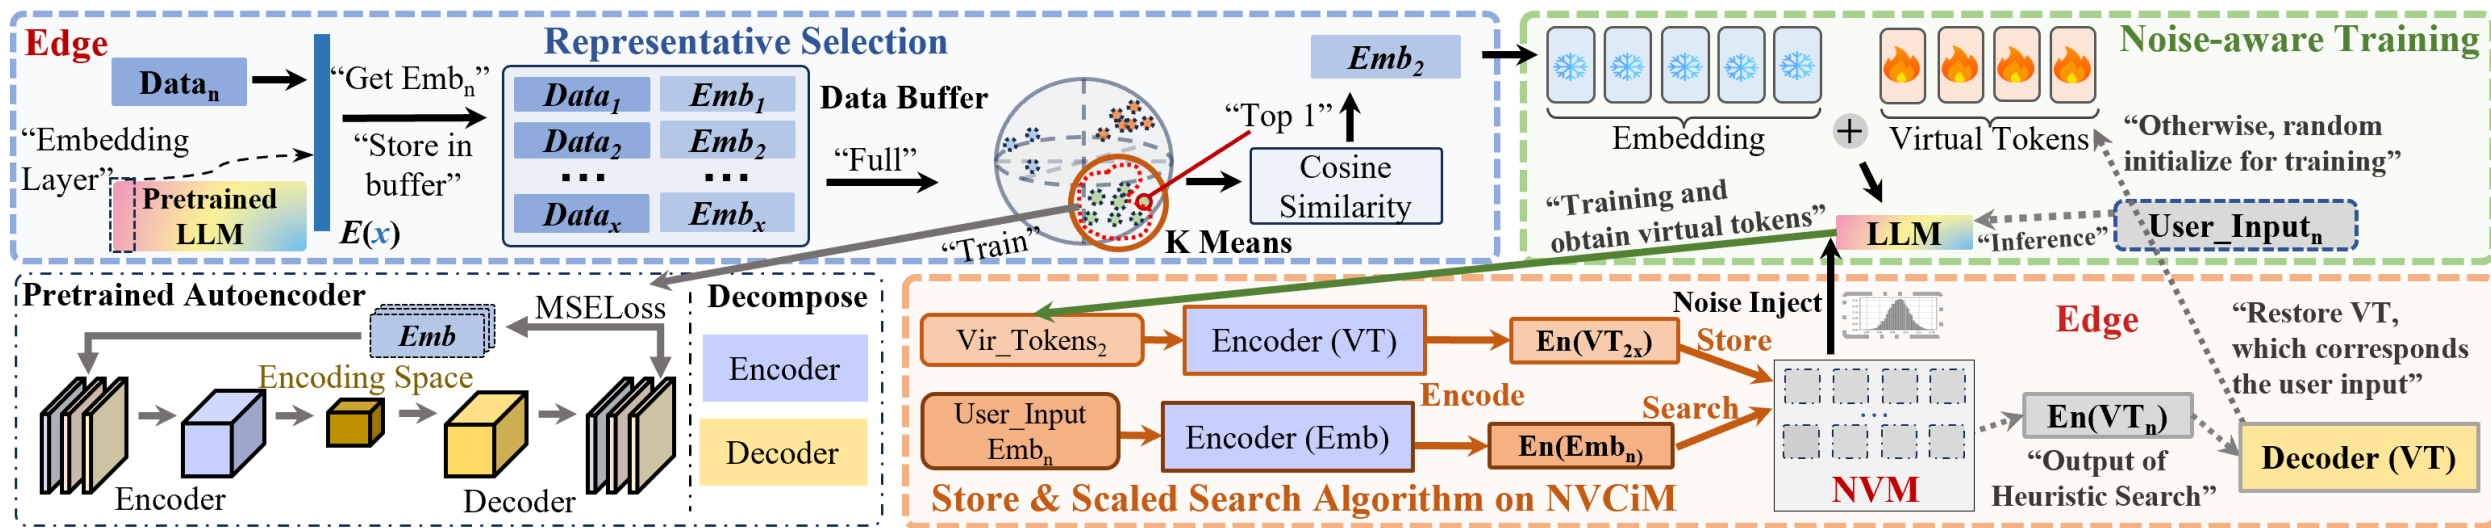 Edge
Representative Selection
Data_n
"Get Emb_n"
"Embedding
Layer"
Pretrained
LLM
E(x)
"Store in
buffer"
Data_1 Emb_1
Data_2 Emb_2
... ...
Data_x Emb_x
Data Buffer
"Full"
"Top 1"
K Means
"Train"
Emb_2
Cosine
Similarity
Noise-aware Training
Embedding
+
Virtual Tokens
"Otherwise, random
initialize for training"
"Training and
obtain virtual tokens"
LLM
"Inference"
User_Input_n
Pretrained Autoencoder
Emb
MSELoss
Encoding Space
Encoder
Decoder
Decompose
Encoder
Decoder
Vir_Tokens_2
Encoder (VT)
En(VT_2x)
Store
Noise Inject
User_Input
Emb_n
Encoder (Emb)
Encode
En(Emb_n)
Search
...
NVM
Edge
"Restore VT,
which corresponds
the user input"
En(VT_n)
"Output of
Heuristic Search"
Decoder (VT)
Store & Scaled Search Algorithm on NVCiM